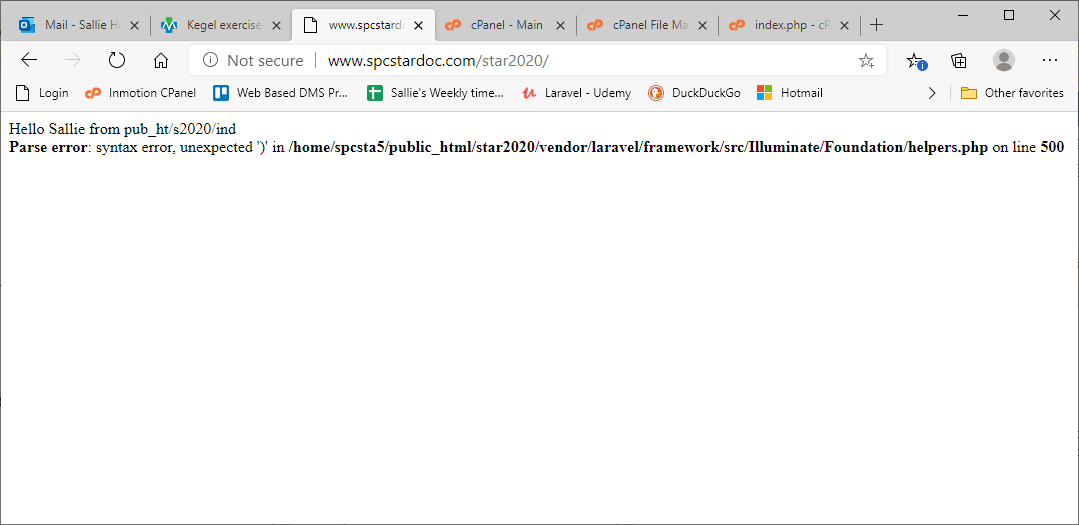 Mail - Sallie H
Kegel exercise
www.spcstardo
cPanel - Main
cPanel File Ma
index.php - cP
Not secure www.spcstardoc.com/star2020/
Login
Inmotion CPanel
Web Based DMS Pr...
Sallie's Weekly time...
Laravel - Udemy
DuckDuckGo
Hotmail
Other favorites
Hello Sallie from pub_ht/s2020/ind
Parse error: syntax error, unexpected ')' in /home/spcsta5/public_html/star2020/vendor/laravel/framework/src/Illuminate/Foundation/helpers.php on line 500